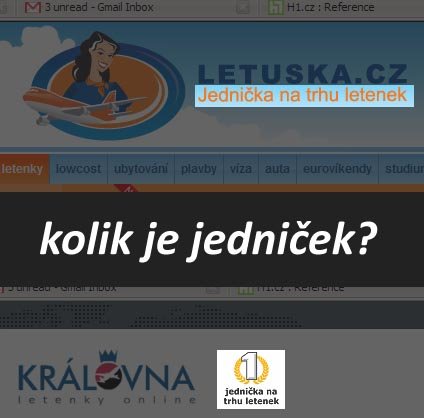 3 unread - Gmail Inbox
H1.cz : Reference
LETUSKA.CZ
Jednička na trhu letenek
letenky lowcost ubytování plavby víza auta eurovíkendy studium
kolik je jedniček?
3 unread - Gmail Inbox
H1.cz : Reference
KRÁLOVNA
letenky online
1
jednička na
trhu letenek